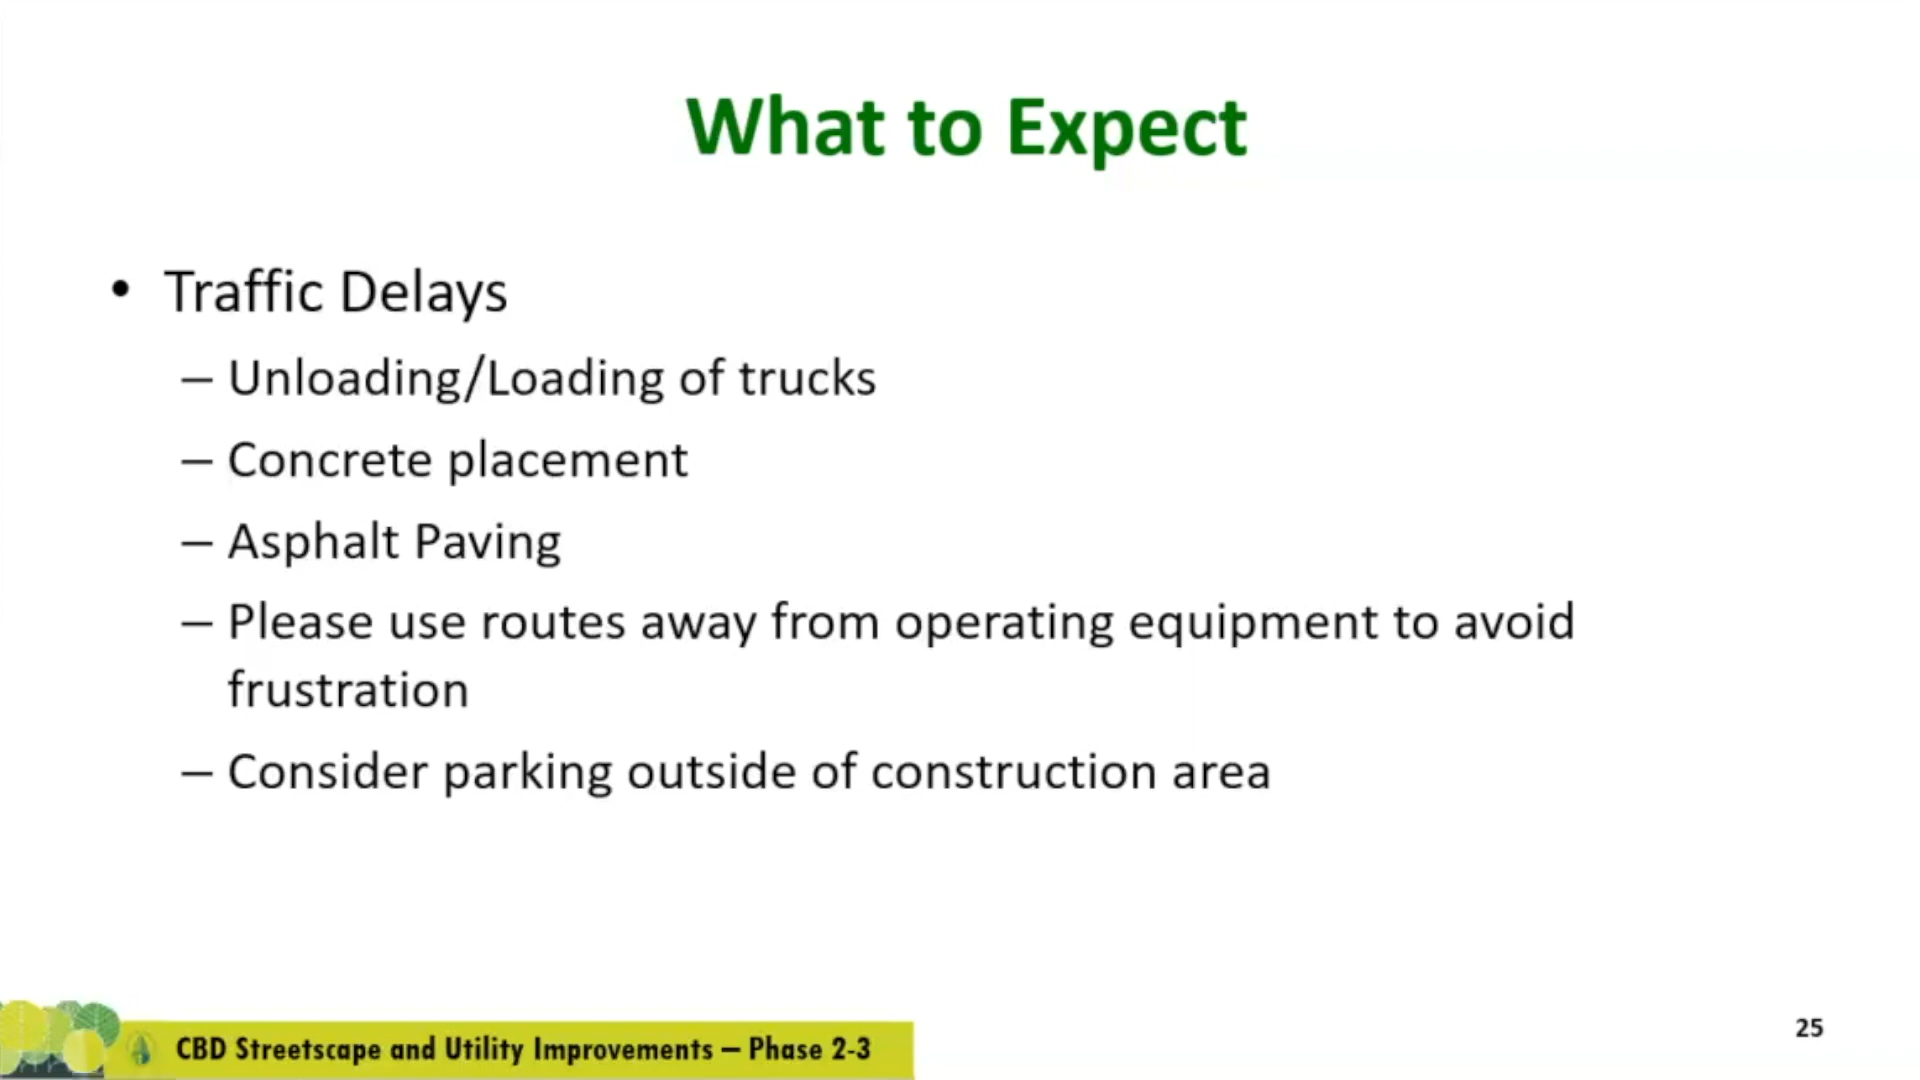 What to Expect
• Traffic Delays
– Unloading/Loading of trucks
– Concrete placement
– Asphalt Paving
– Please use routes away from operating equipment to avoid
frustration
– Consider parking outside of construction area
CBD Streetscape and Utility Improvements – Phase 2-3
25